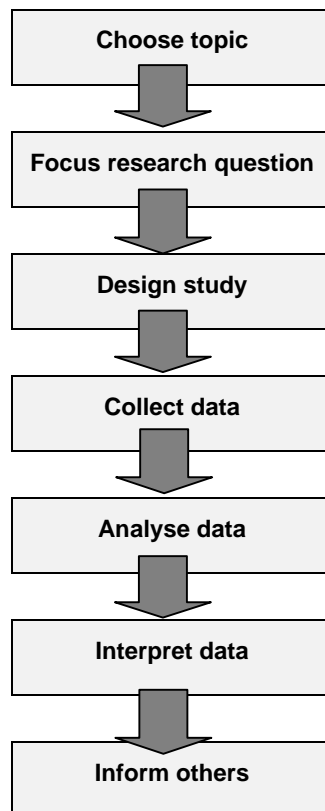 Choose topic
Focus research question
Design study
Collect data
Analyse data
Interpret data
Inform others